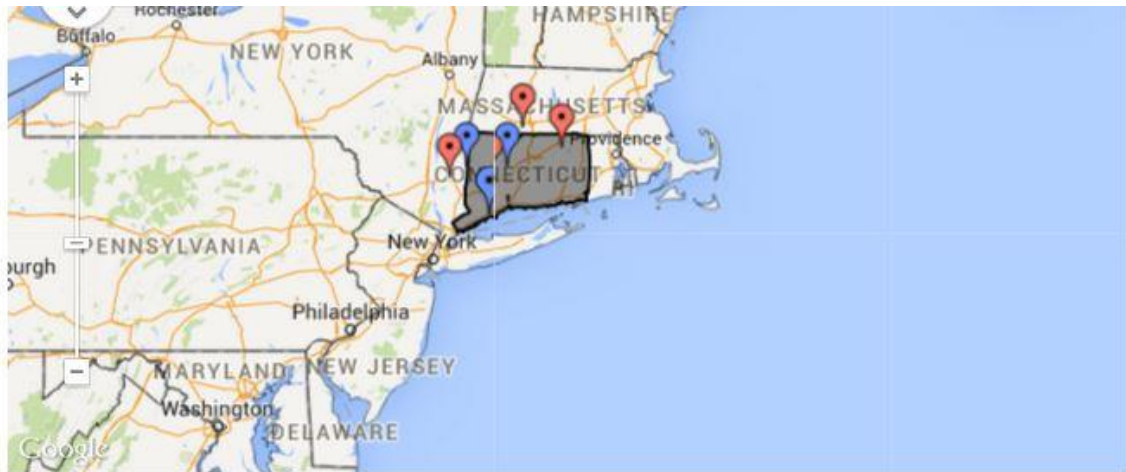 Rochester
HAMPSHIRE
Buffalo
NEW YORK
Albany
MASSACHUSETTS
Providence
CONNECTICUT
RI
PENNSYLVANIA
New York
burgh
Philadelphia
MARYLAND
NEW JERSEY
Washington
DELAWARE
Google